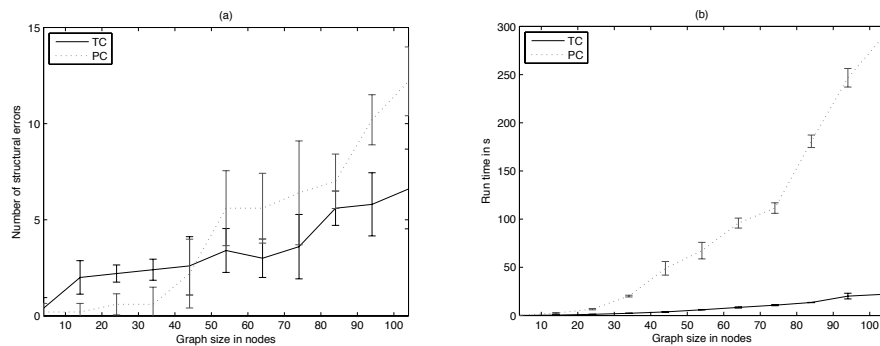 (a)
15
10
5
0
TC
PC
Number of structural errors
10 20 30 40 50 60 70 80 90 100
Graph size in nodes
(b)
300
250
200
150
100
50
0
TC
PC
Run time in s
10 20 30 40 50 60 70 80 90 100
Graph size in nodes